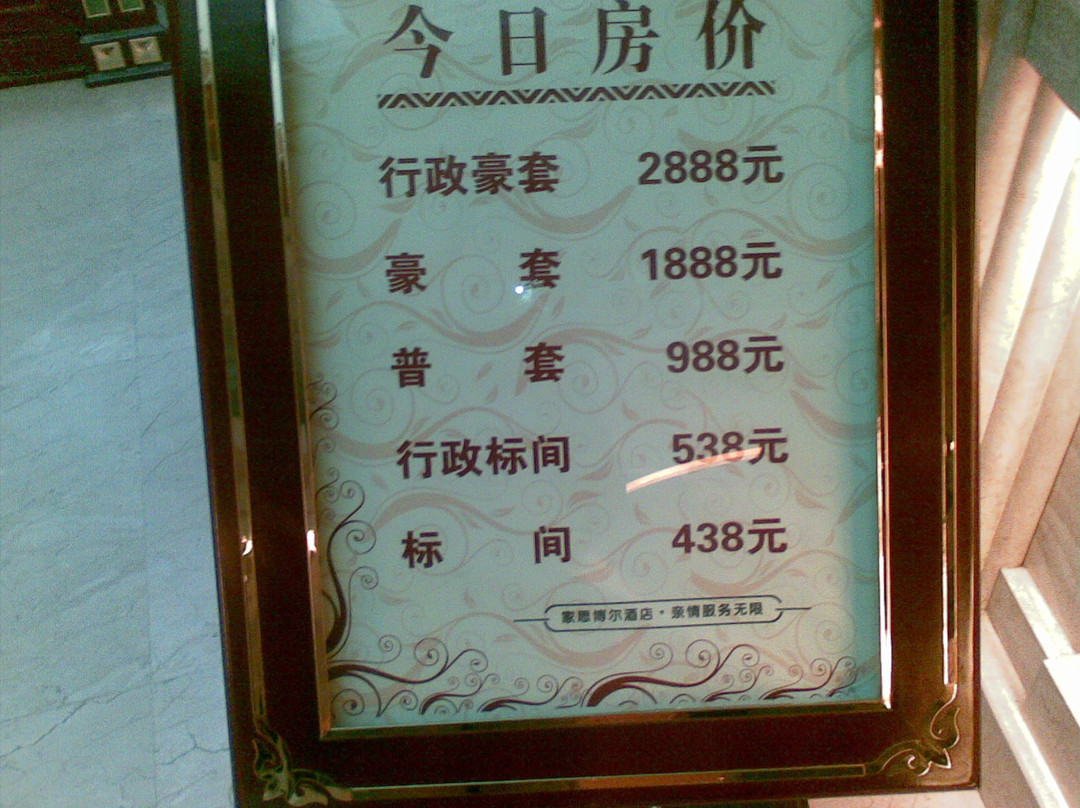 今日房价
行政豪套 2888元
豪套 1888元
普套 988元
行政标间 538元
标间 438元
家思博尔酒店·亲情服务无限